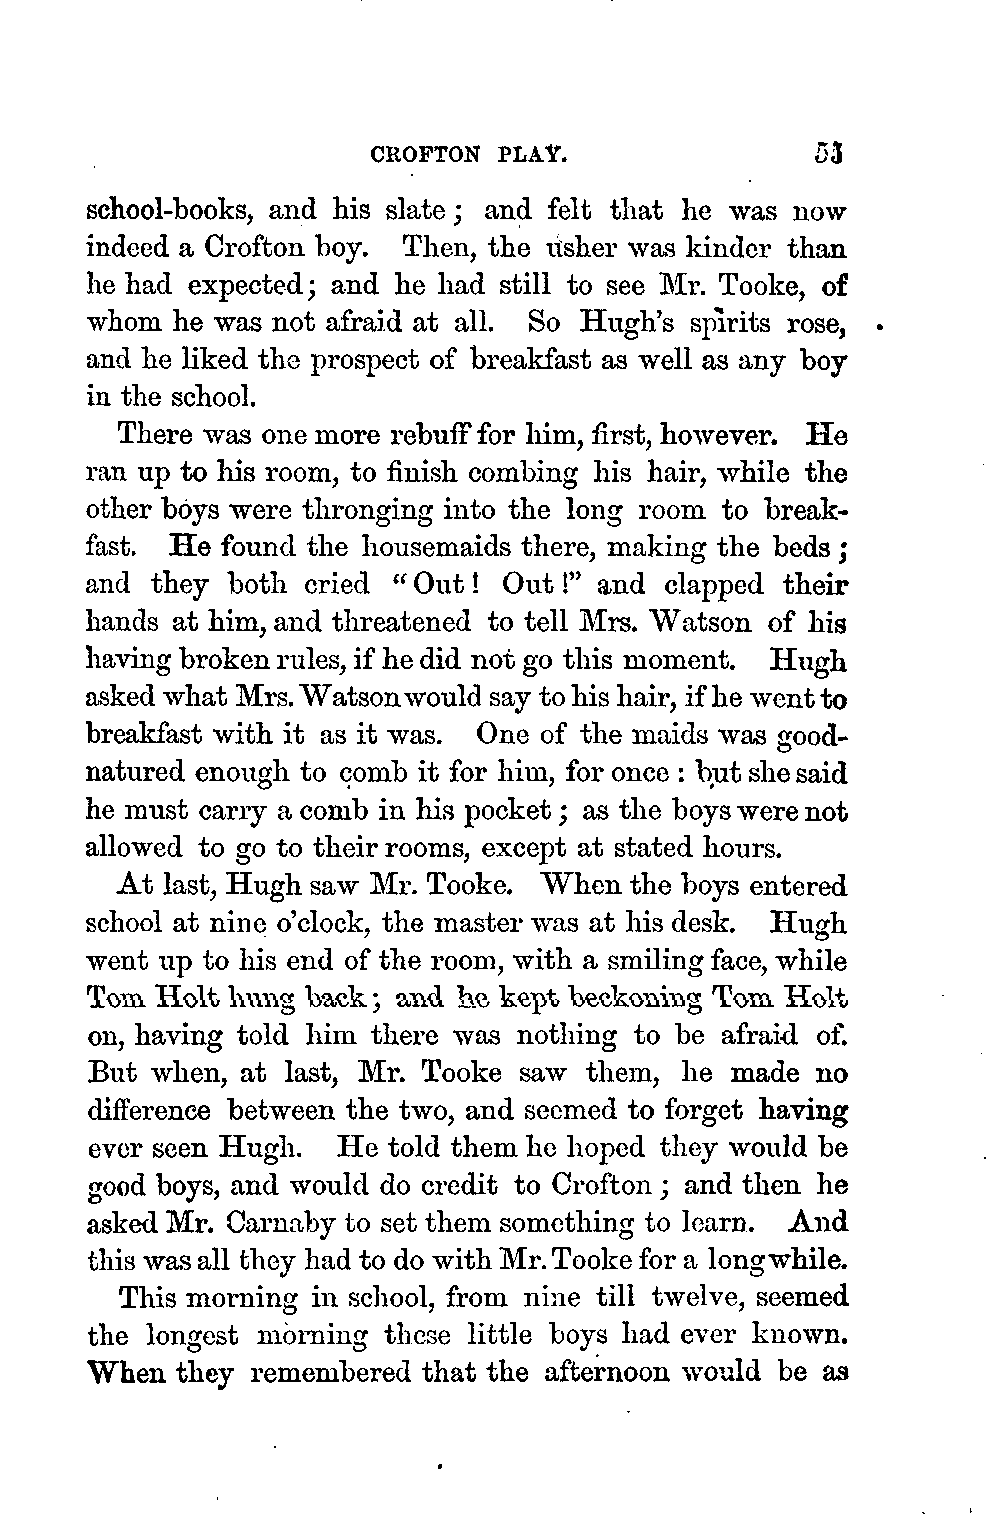 CROFTON PLAY. 53
school-books, and his slate; and felt that he was now
indeed a Crofton boy. Then, the usher was kinder than
he had expected; and he had still to see Mr. Tooke, of
whom he was not afraid at all. So Hugh's spirits rose,
and he liked the prospect of breakfast as well as any boy
in the school.
There was one more rebuff for him, first, however. He
ran up to his room, to finish combing his hair, while the
other boys were thronging into the long room to break-
fast. He found the housemaids there, making the beds;
and they both cried "Out! Out!" and clapped their
hands at him, and threatened to tell Mrs. Watson of his
having broken rules, if he did not go this moment. Hugh
asked what Mrs. Watson would say to his hair, if he went to
breakfast with it as it was. One of the maids was good-
natured enough to comb it for him, for once: but she said
he must carry a comb in his pocket; as the boys were not
allowed to go to their rooms, except at stated hours.
At last, Hugh saw Mr. Tooke. When the boys entered
school at nine o'clock, the master was at his desk. Hugh
went up to his end of the room, with a smiling face, while
Tom Holt hung back; and he kept beckoning Tom Holt
on, having told him there was nothing to be afraid of.
But when, at last, Mr. Tooke saw them, he made no
difference between the two, and seemed to forget having
ever seen Hugh. He told them he hoped they would be
good boys, and would do credit to Crofton; and then he
asked Mr. Carnaby to set them something to learn. And
this was all they had to do with Mr. Tooke for a long while.
This morning in school, from nine till twelve, seemed
the longest morning these little boys had ever known.
When they remembered that the afternoon would be as